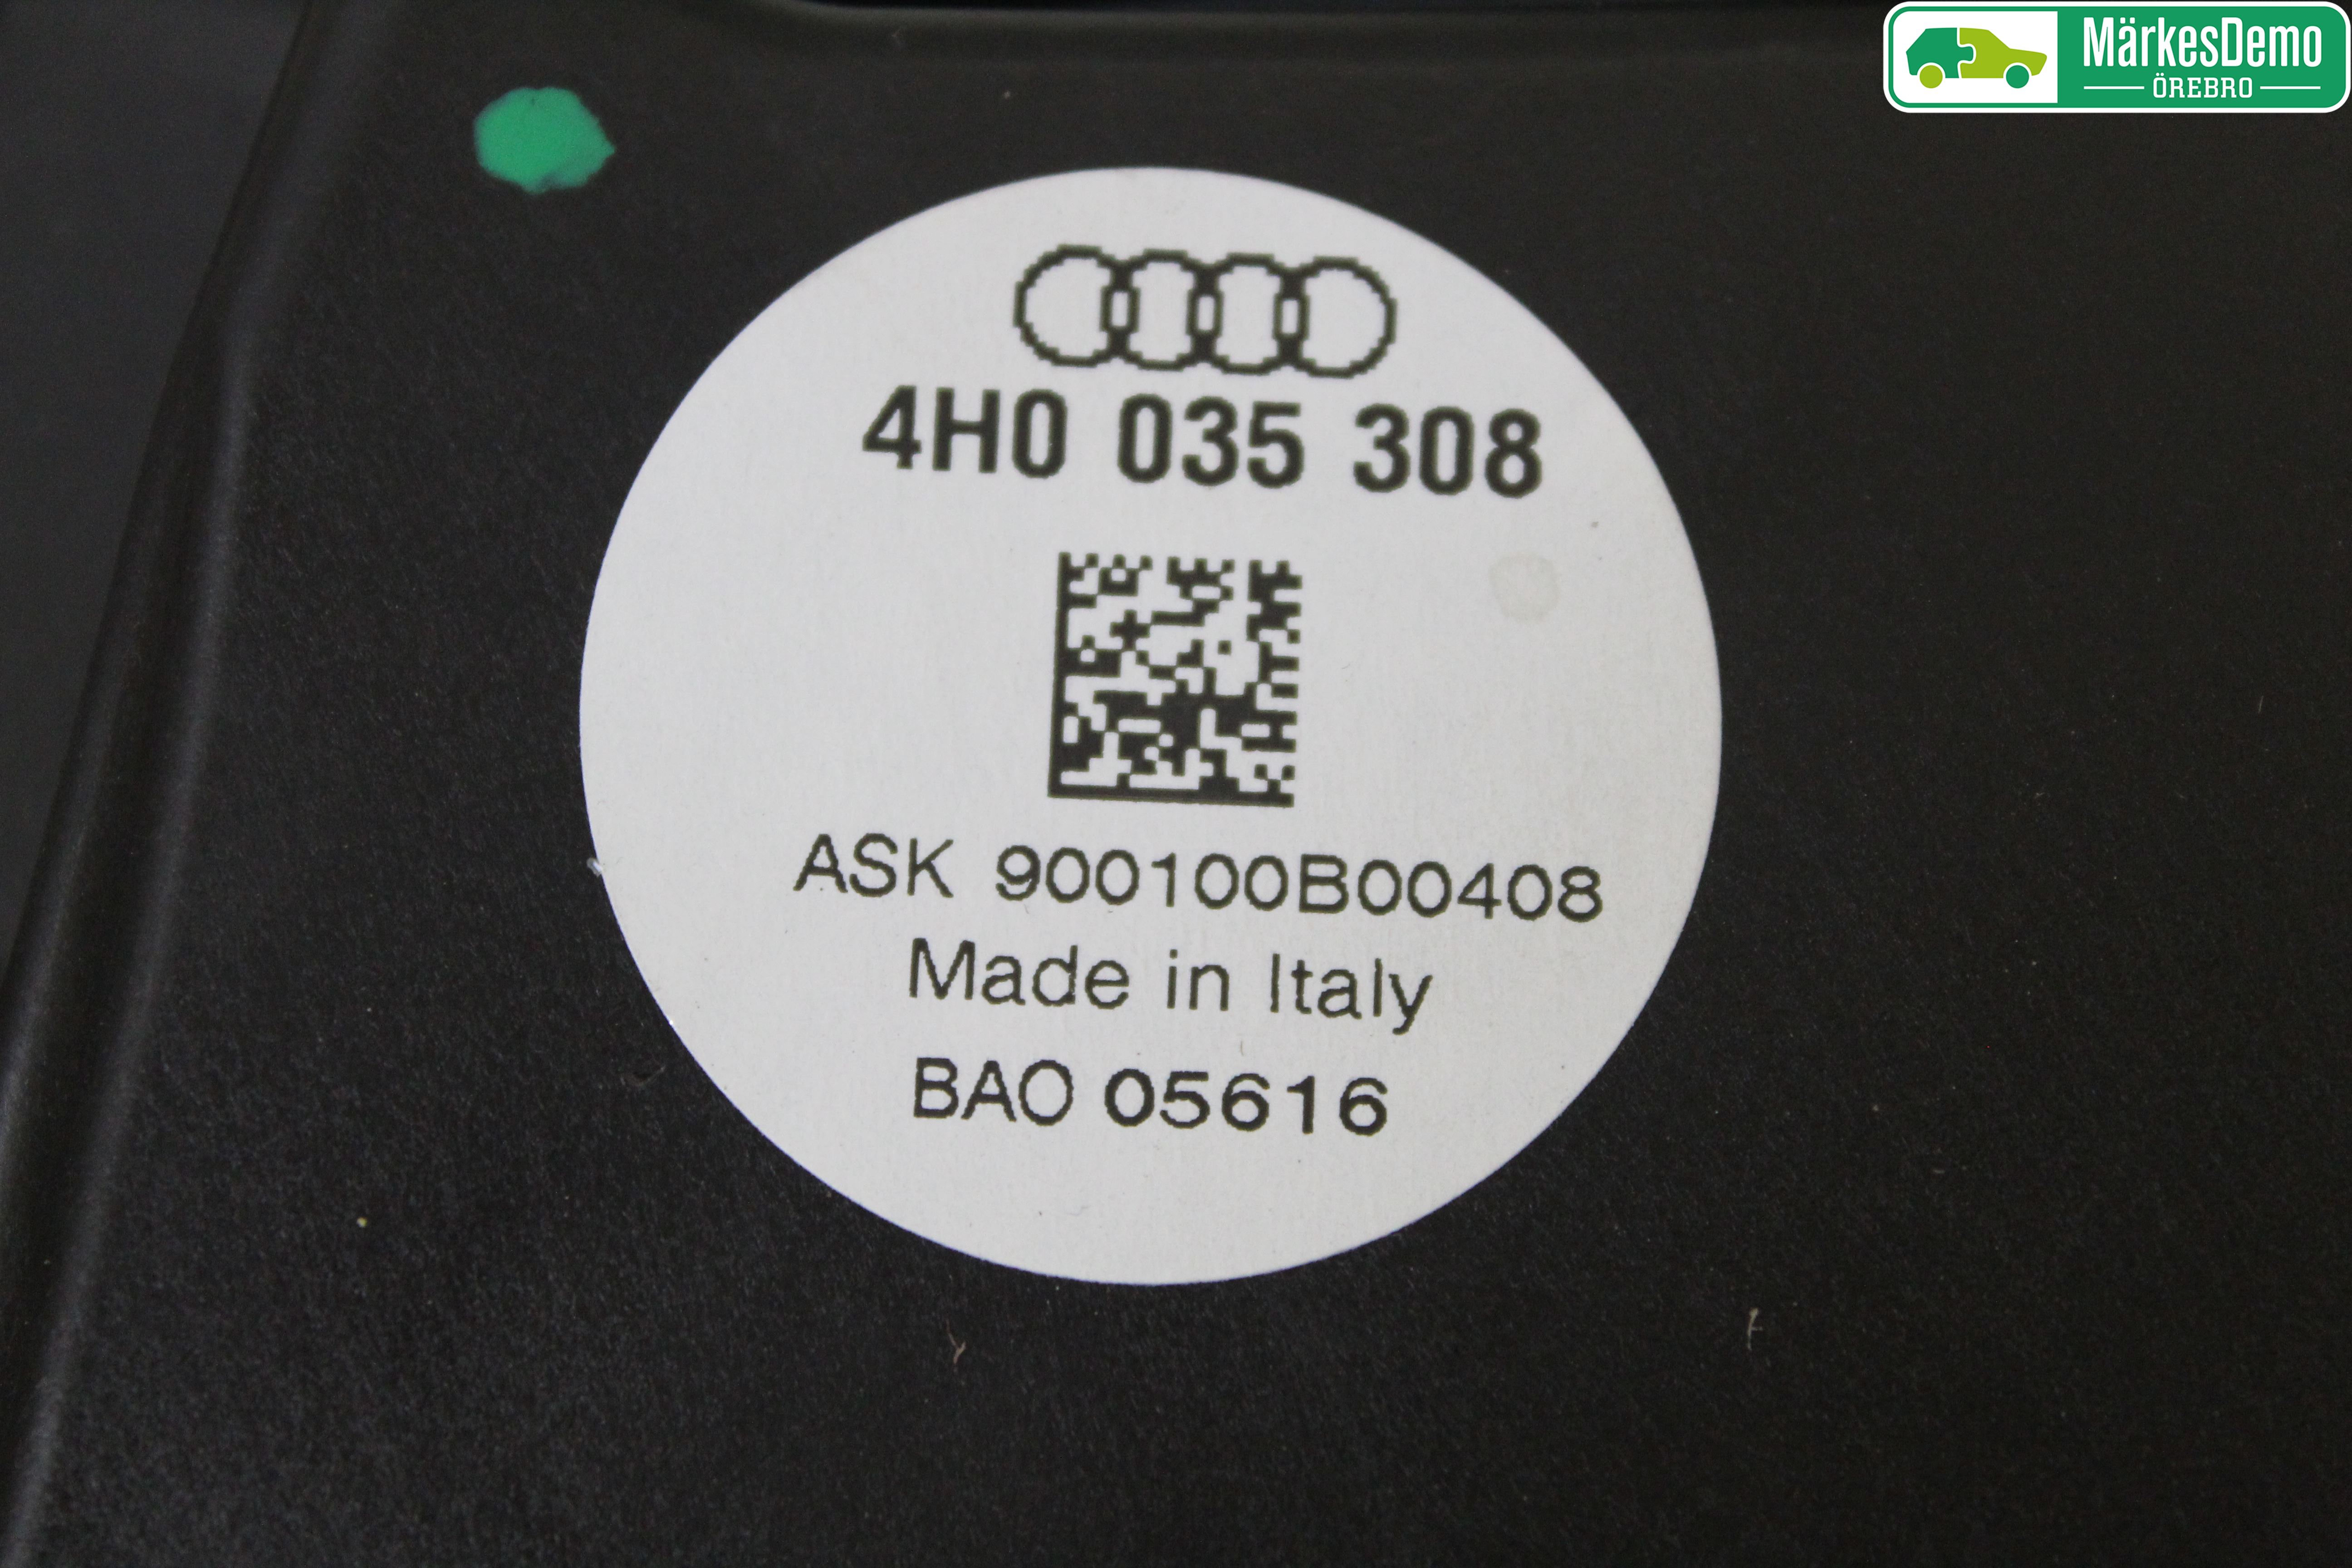 MärkesDemo
ÖREBRO
4H0 035 308
ASK 900100B00408
Made in Italy
BAO 05616